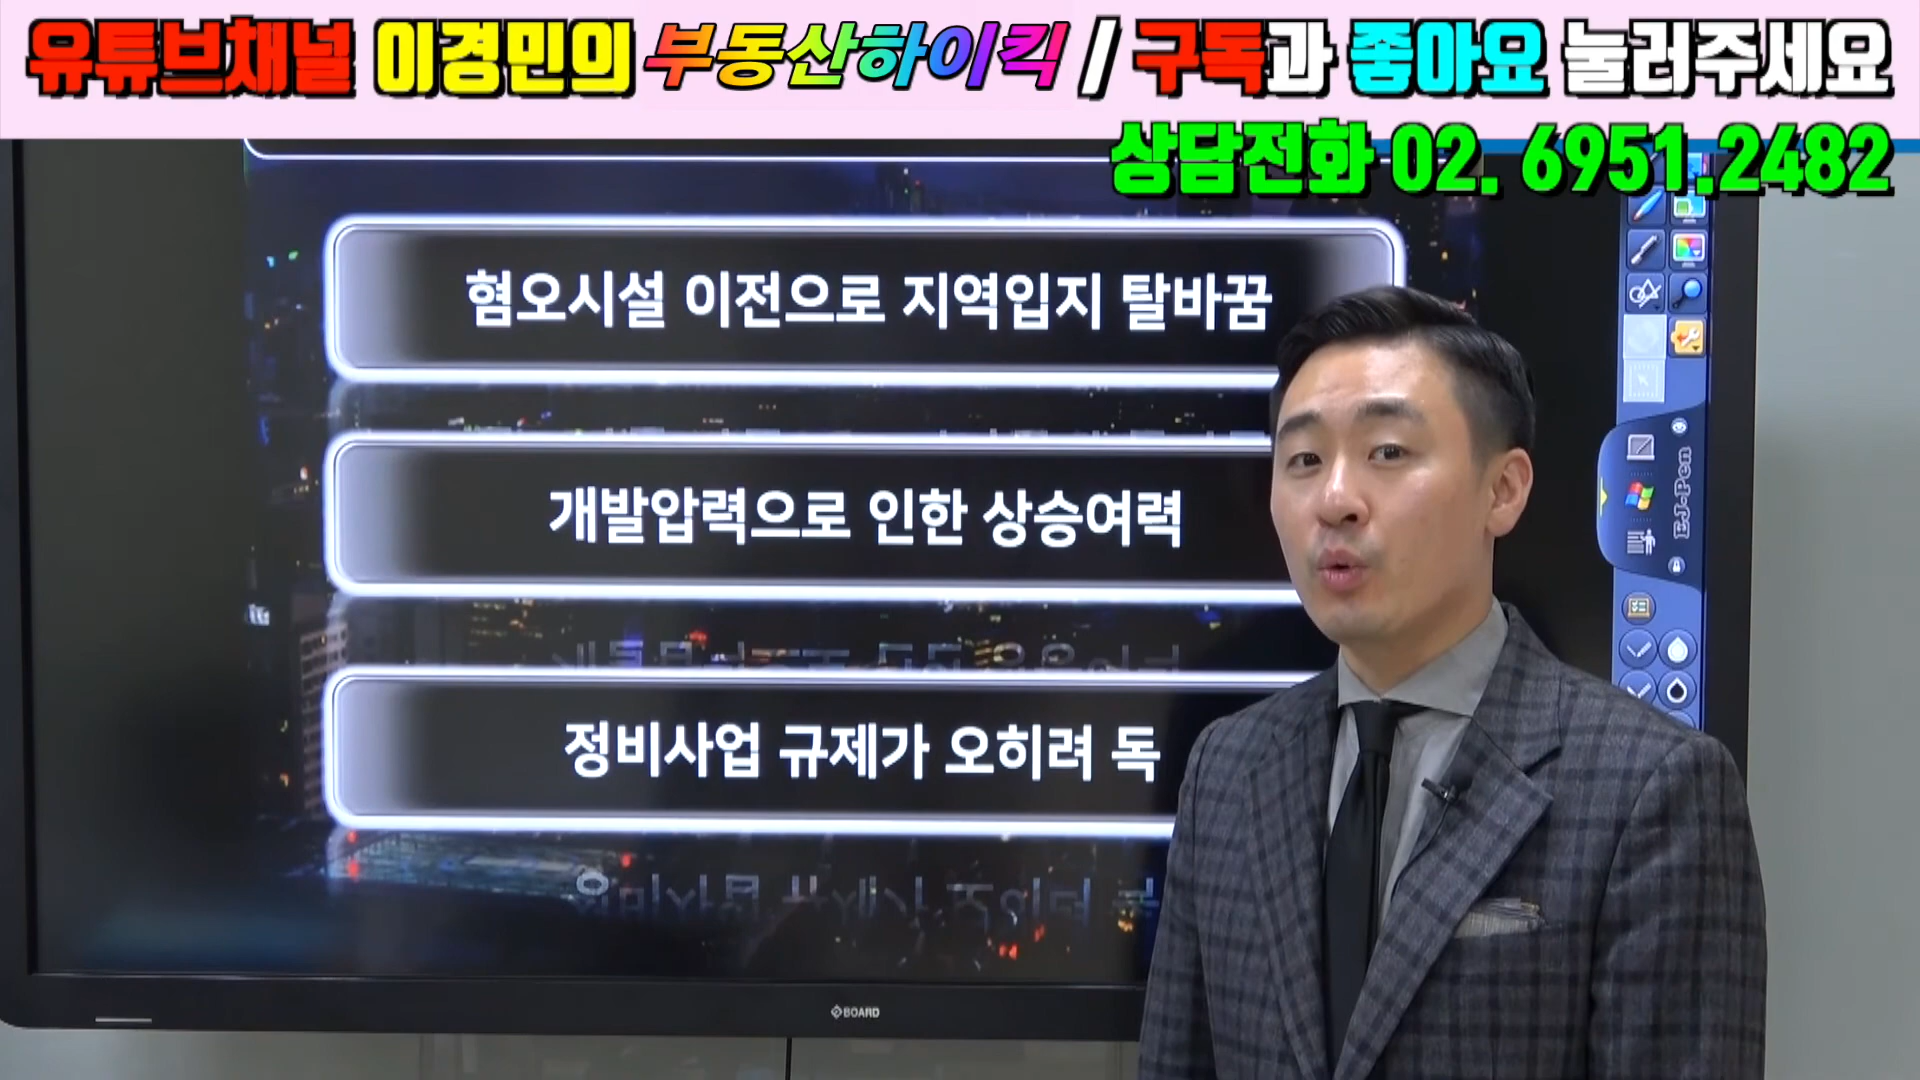 유튜브채널 이경민의 부동산하이킥 / 구독과 좋아요 눌러주세요
상담전화 02. 6951.2482
혐오시설 이전으로 지역입지 탈바꿈
개발압력으로 인한 상승여력
정비사업 규제가 오히려 독
EJ-Pen
BOARD